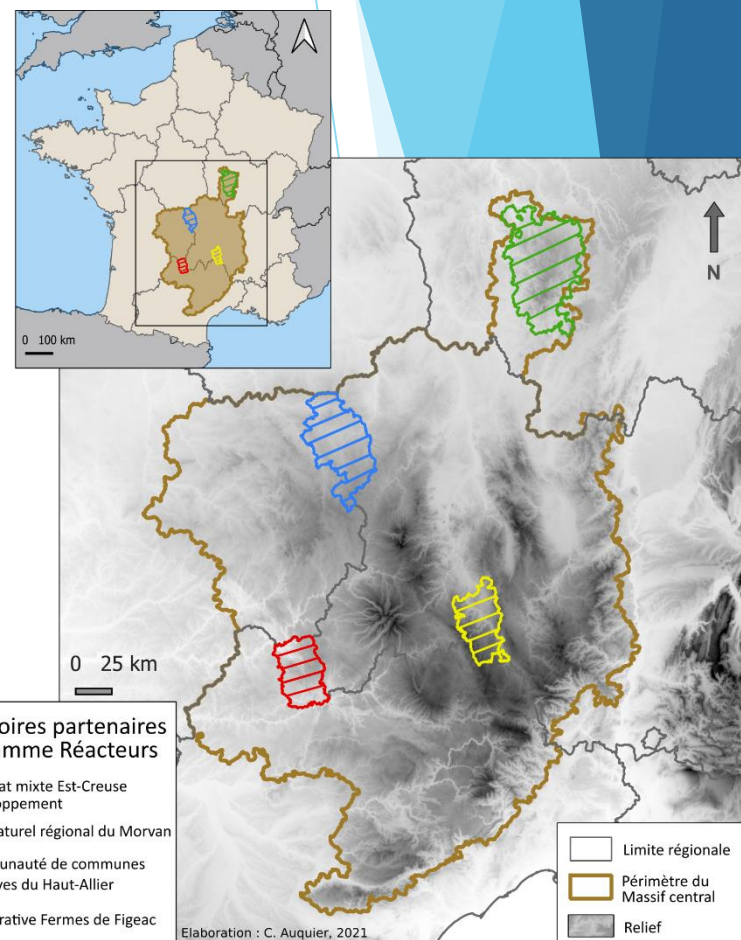 0 100 km
N
0 25 km
oires partenaires
mme Réacteurs
at mixte Est-Creuse
oppement
aturel régional du Morvan
unauté de communes
ves du Haut-Allier
rative Fermes de Figeac
Elaboration : C. Auquier, 2021
Limite régionale
Périmètre du
Massif central
Relief